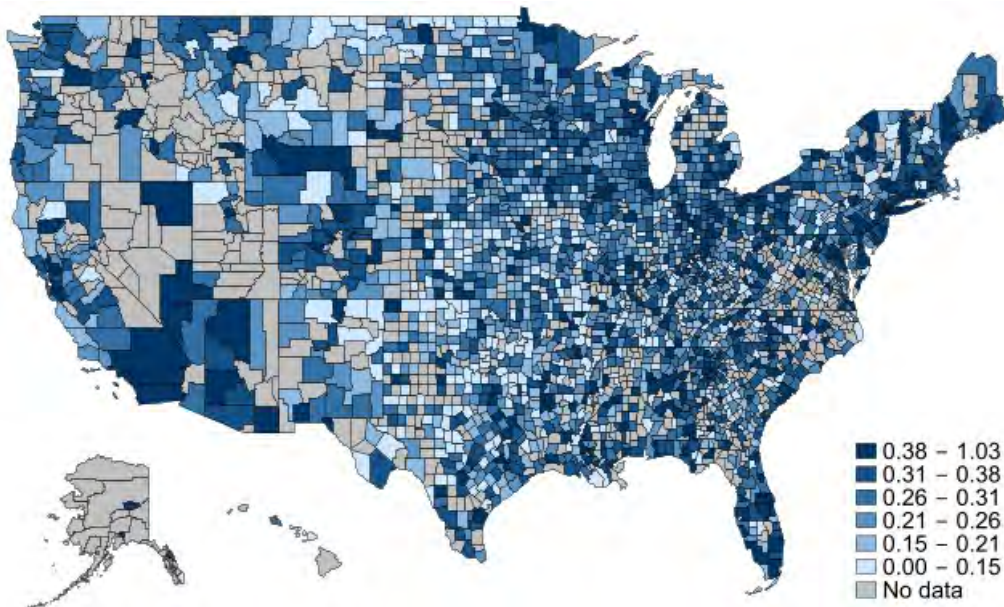 0.38 – 1.03
0.31 – 0.38
0.26 – 0.31
0.21 – 0.26
0.15 – 0.21
0.00 – 0.15
No data